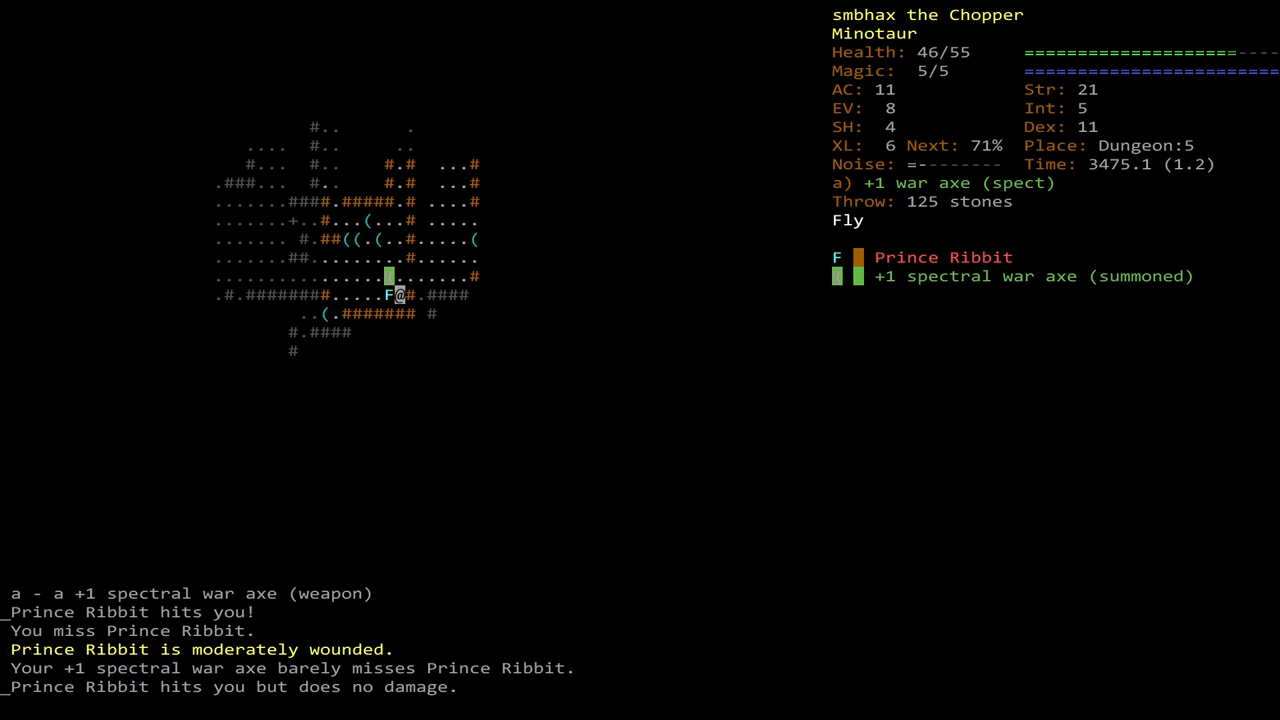 smbhax the Chopper
Minotaur
Health: 46/55 ====================----
Magic: 5/5 ========================
AC: 11 Str: 21
EV: 8 Int: 5
SH: 4 Dex: 11
XL: 6 Next: 71% Place: Dungeon:5
Noise: =-------- Time: 3475.1 (1.2)
a) +1 war axe (spect)
Throw: 125 stones
Fly
F Prince Ribbit
( +1 spectral war axe (summoned)
#.. .
.... #.. ..
#... #.. #.# ...#
.###... #.. #.# ...#
.......####.#####.# ....#
.......+..#...(...# .....
....... #.##((.(..#.....(
.......##.........#......
................(.......#
.#.#######......F@#.####
..(.####### #
#.####
#
a - a +1 spectral war axe (weapon)
_Prince Ribbit hits you!
You miss Prince Ribbit.
Prince Ribbit is moderately wounded.
Your +1 spectral war axe barely misses Prince Ribbit.
_Prince Ribbit hits you but does no damage.